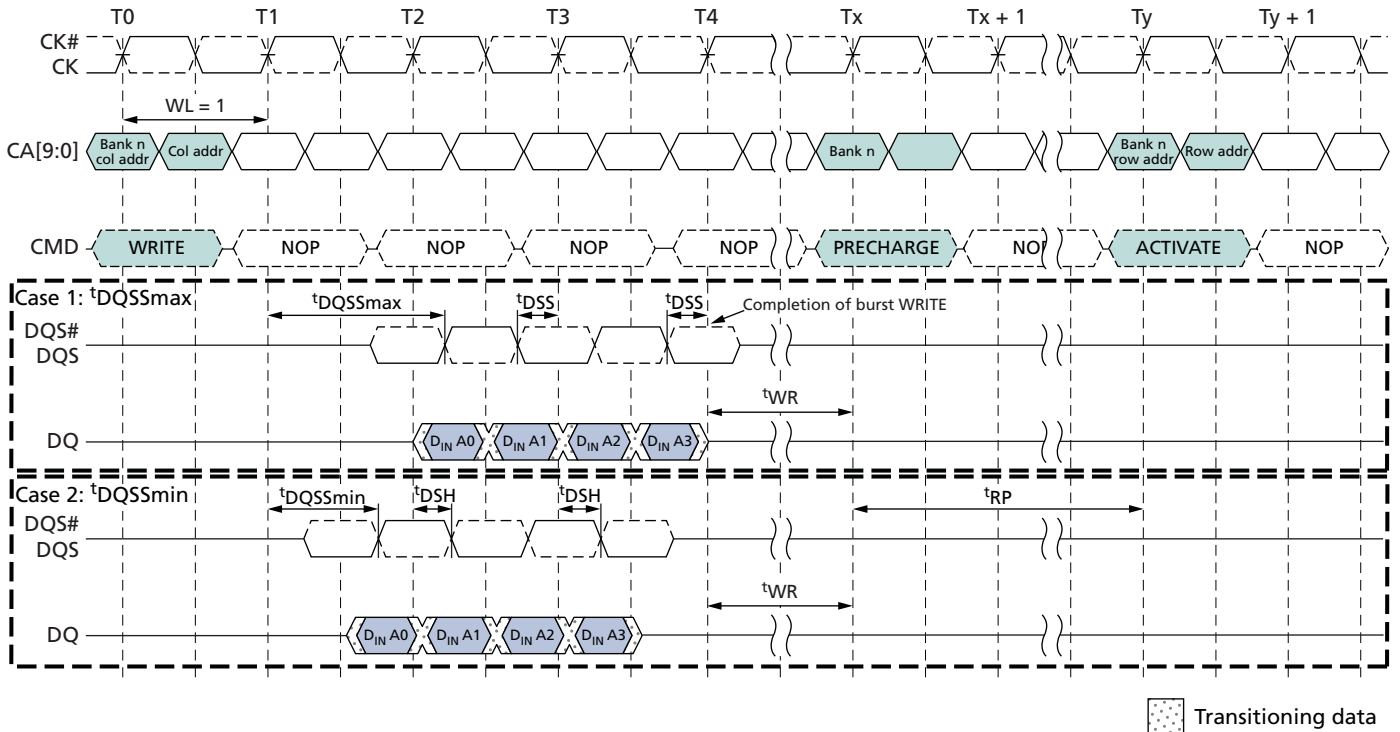 T0 T1 T2 T3 T4 Tx Tx + 1 Ty Ty + 1
CK#
CK
WL = 1
CA[9:0] Bank n col addr Col addr Bank n Bank n row addr Row addr
CMD WRITE NOP NOP NOP NOP PRECHARGE NOP ACTIVATE NOP
Case 1: tDQSSmax
tDQSSmax tDSS tDSS Completion of burst WRITE
DQS#
DQS
tWR
DQ DIN A0 DIN A1 DIN A2 DIN A3
Case 2: tDQSSmin
tDQSSmin tDSH tDSH tRP
DQS#
DQS
tWR
DQ DIN A0 DIN A1 DIN A2 DIN A3
Transitioning data